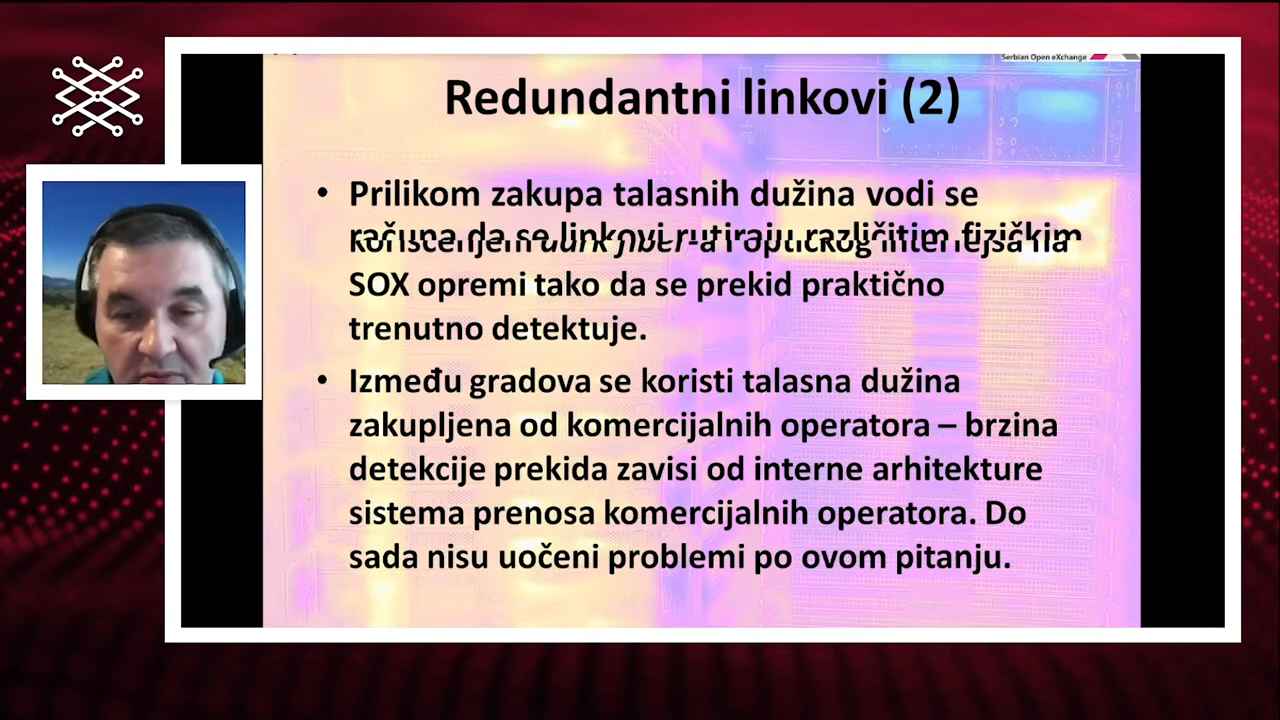 Serbian Open eXchange
Redundantni linkovi (2)
• Prilikom zakupa talasnih dužina vodi se
SOX opremi tako da se prekid praktično
trenutno detektuje.
• Između gradova se koristi talasna dužina
zakupljena od komercijalnih operatora – brzina
detekcije prekida zavisi od interne arhitekture
sistema prenosa komercijalnih operatora. Do
sada nisu uočeni problemi po ovom pitanju.